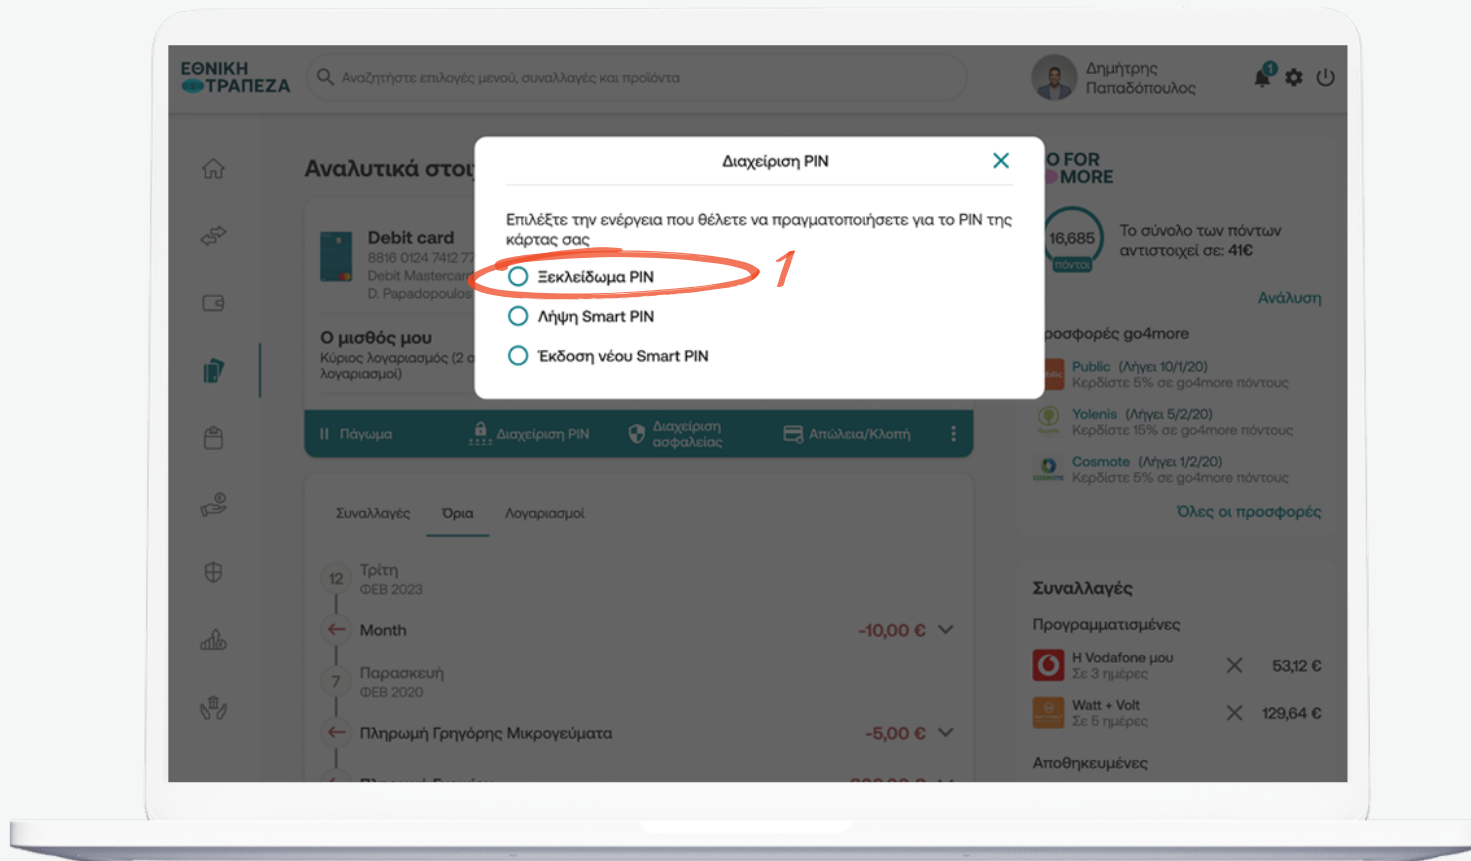 ΕΘΝΙΚΗ
ΤΡΑΠΕΖΑ
Αναζητήστε επιλογές μενού, συναλλαγές και προϊόντα
Δημήτρης
Παπαδόπουλος
1
Διαχείριση PIN
Επιλέξτε την ενέργεια που θέλετε να πραγματοποιήσετε για το PIN της
κάρτας σας
Ξεκλείδωμα PIN
1
Λήψη Smart PIN
Έκδοση νέου Smart PIN
Αναλυτικά
Debit card
8816 0124 7412
Debit Mastercard
D. Papadopoulos
Ο μισθός μου
Κύριος λογαριασμός (2
λογαριασμοί)
Πάγωμα
Διαχείριση PIN
Διαχείριση
ασφαλείας
Απώλεια/Κλοπή
Συναλλαγές
Όρια
Λογαριασμοί
12
Τρίτη
ΦΕΒ 2023
Month
-10,00 €
7
Παρασκευή
ΦΕΒ 2020
Πληρωμή Γρηγόρης Μικρογεύματα
-5,00 €
O FOR
MORE
16,685
πόντοι
Το σύνολο των πόντων
αντιστοιχεί σε: 41€
Ανάλυση
ροσφορές go4more
Public (Λήγει 10/1/20)
Κερδίστε 5% σε go4more πόντους
Yolenis (Λήγει 5/2/20)
Κερδίστε 15% σε go4more πόντους
COSMOTE
Cosmote (Λήγει 1/2/20)
Κερδίστε 5% σε go4more πόντους
Όλες οι προσφορές
Συναλλαγές
Προγραμματισμένες
Η Vodafone μου
Σε 3 ημέρες
53,12 €
Watt + Volt
Σε 5 ημέρες
129,64 €
Αποθηκευμένες